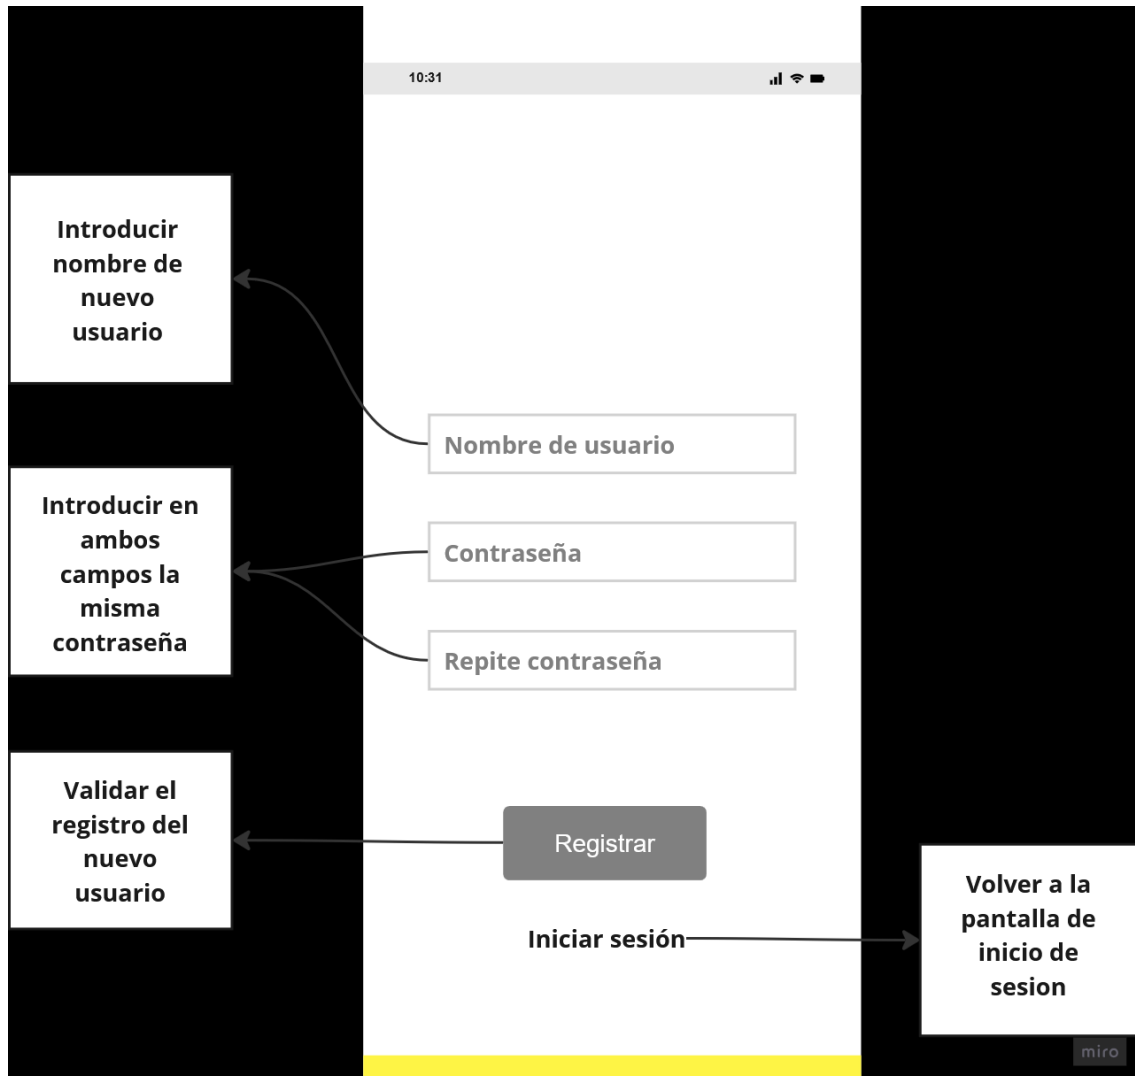 10:31
Introducir
nombre de
nuevo
usuario
Nombre de usuario
Introducir en
ambos
campos la
misma
contraseña
Contraseña
Repite contraseña
Validar el
registro del
nuevo
usuario
Registrar
Iniciar sesión
Volver a la
pantalla de
inicio de
sesion
miro